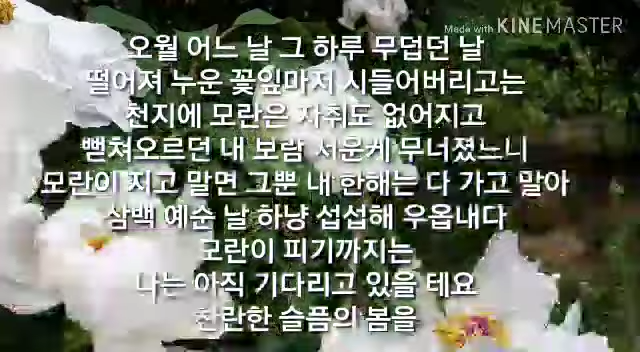 Made with KINEMASTER
오월 어느 날 그 하루 무덥던 날
떨어져 누운 꽃잎마저 시들어버리고는
천지에 모란은 자취도 없어지고
뻗쳐오르던 내 보람 서운케 무너졌느니
모란이 지고 말면 그뿐 내 한해는 다 가고 말아
삼백 예순 날 하냥 섭섭해 우옵내다
모란이 피기까지는
나는 아직 기다리고 있을 테요
찬란한 슬픔의 봄을